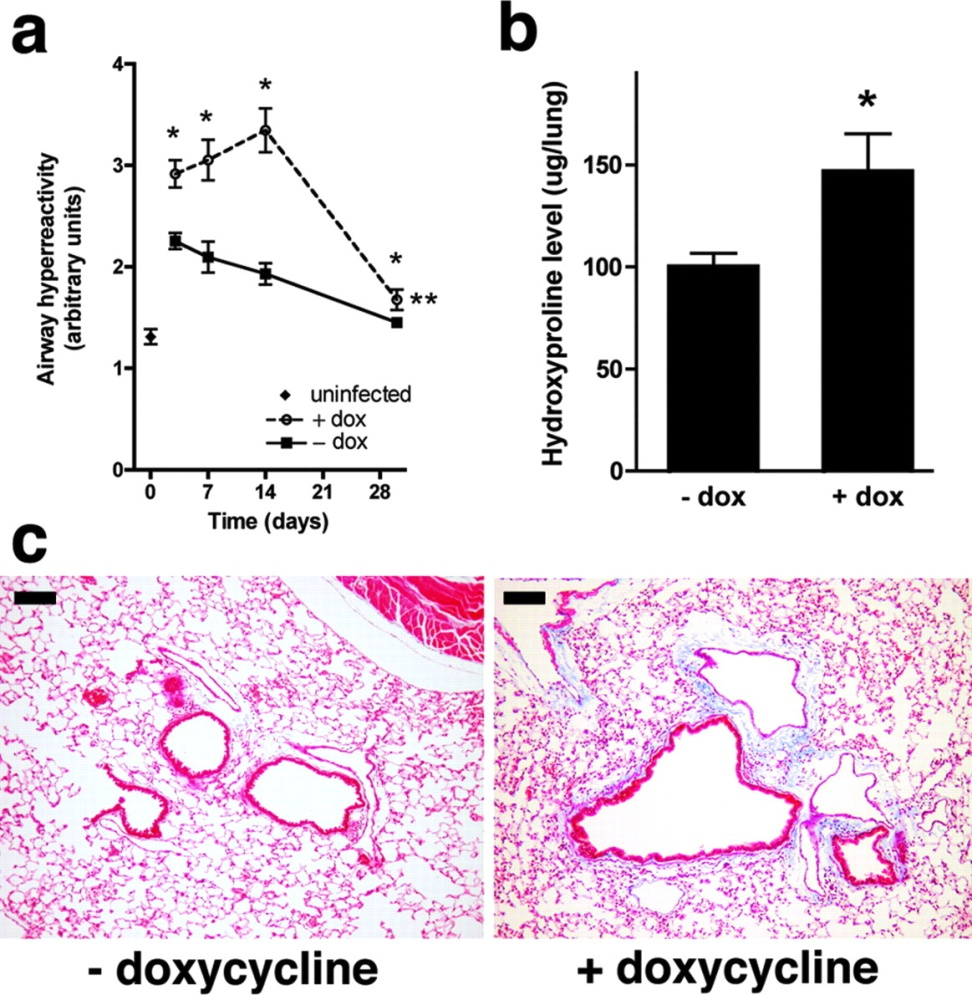 a
Airway hyperreactivity
(arbitrary units)
4
3
2
1
0
*
*
*
*
**
uninfected
+ dox
– dox
0 7 14 21 28
Time (days)
b
Hydroxyproline level (ug/lung)
150
100
50
0
*
- dox + dox
c
- doxycycline + doxycycline